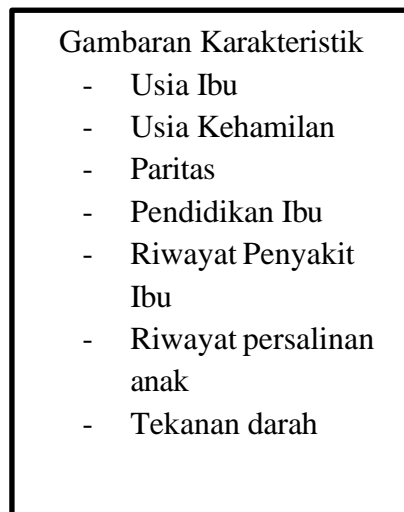 Gambaran Karakteristik
- Usia Ibu
- Usia Kehamilan
- Paritas
- Pendidikan Ibu
- Riwayat Penyakit
Ibu
- Riwayat persalinan
anak
- Tekanan darah